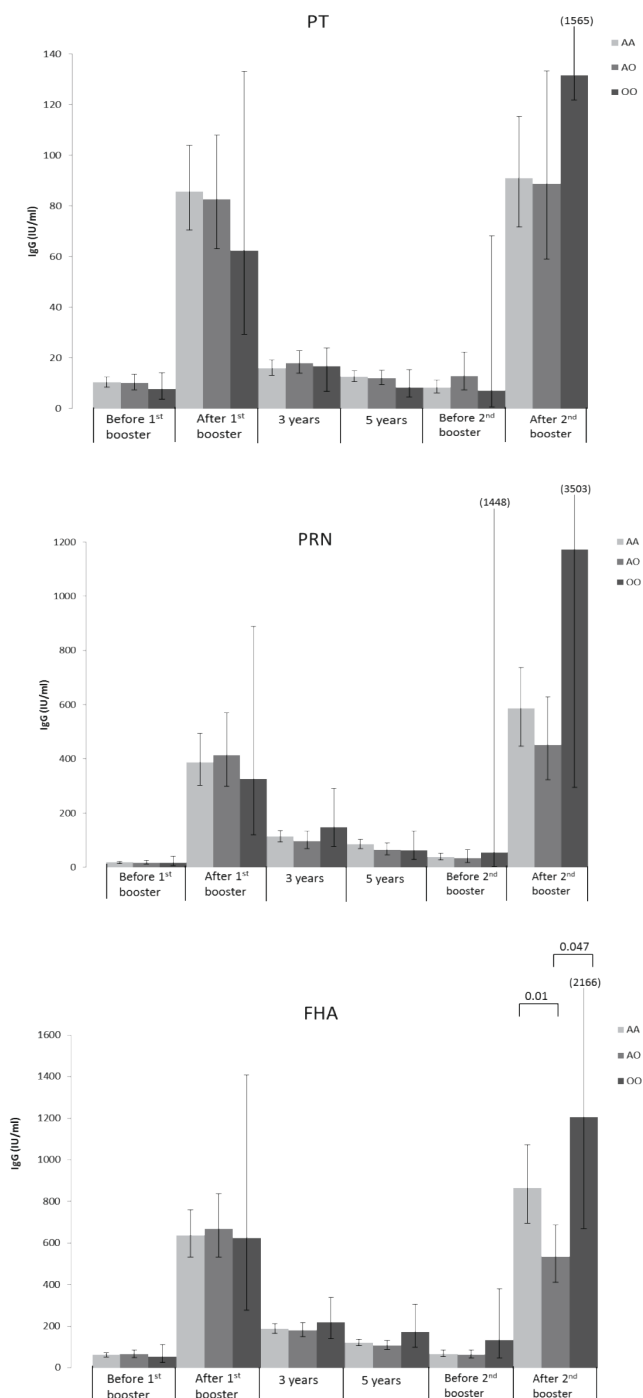 PT
(1565)
AA
AO
OO
IgG (IU/ml)
140
120
100
80
60
40
20
0
Before 1st
booster
After 1st
booster
3 years
5 years
Before 2nd
booster
After 2nd
booster
PRN
(1448)
(3503)
AA
AO
OO
IgG (IU/ml)
1200
1000
800
600
400
200
0
Before 1st
booster
After 1st
booster
3 years
5 years
Before 2nd
booster
After 2nd
booster
0.047
0.01
FHA
(2166)
AA
AO
OO
IgG (IU/ml)
1600
1400
1200
1000
800
600
400
200
0
Before 1st
booster
After 1st
booster
3 years
5 years
Before 2nd
booster
After 2nd
booster